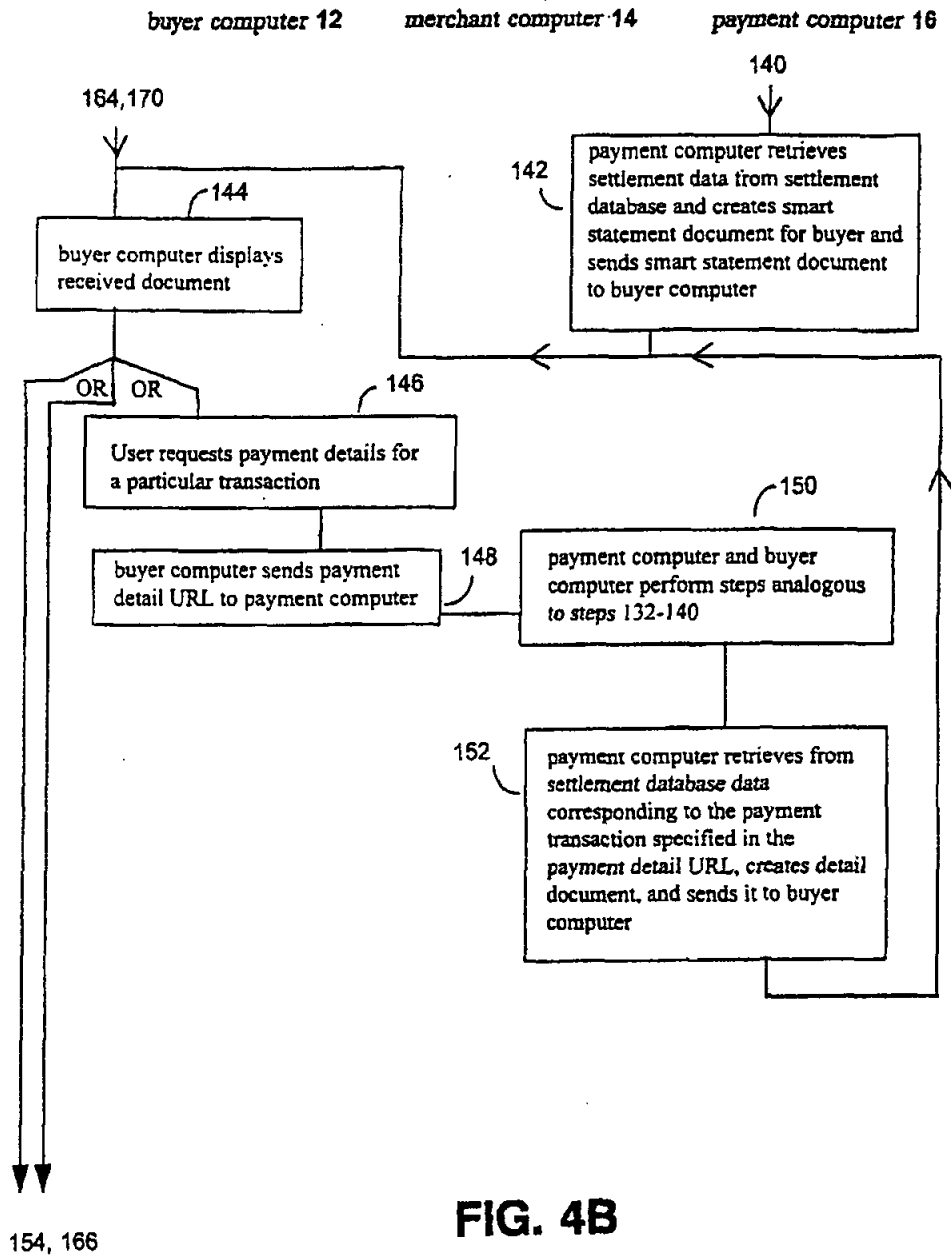 buyer computer 12 merchant computer 14 payment computer 16
140
164,170
142
payment computer retrieves
settlement data from settlement
database and creates smart
statement document for buyer and
sends smart statement document
to buyer computer
144
buyer computer displays
received document
OR OR
146
User requests payment details for
a particular transaction
148
buyer computer sends payment
detail URL to payment computer
150
payment computer and buyer
computer perform steps analogous
to steps 132-140
152
payment computer retrieves from
settlement database data
corresponding to the payment
transaction specified in the
payment detail URL, creates detail
document, and sends it to buyer
computer
154, 166
FIG. 4B